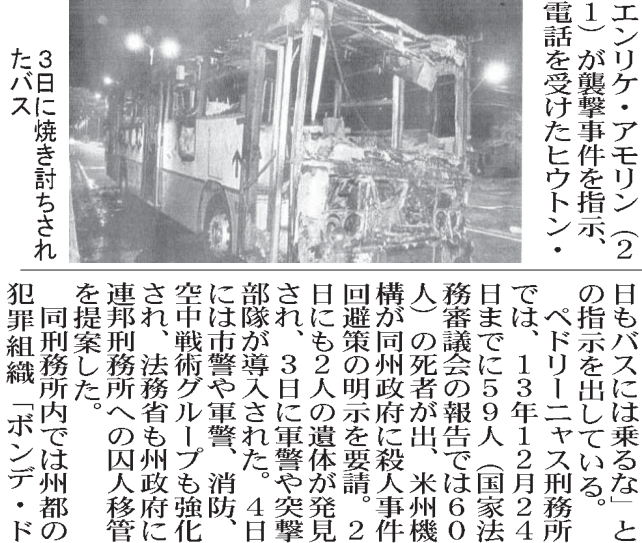 エンリケ・アモリン（２
１）が襲撃事件を指示、
電話を受けたヒウトン・
３日に焼き討ちされ
たバス
日もバスには乗るな」と
の指示を出している。
ペドリーニャス刑務所
では、１３年１２月２４
日までに５９人（国家法
務審議会の報告では６０
人）の死者が出、米州機
構が同州政府に殺人事件
回避策の明示を要請。２
日にも２人の遺体が発見
され、３日に軍警や突撃
部隊が導入された。４日
には市警や軍警、消防、
空中戦術グループも強化
され、法務省も州政府に
連邦刑務所への囚人移管
を提案した。
同刑務所内では州都の
犯罪組織「ボンデ・ド